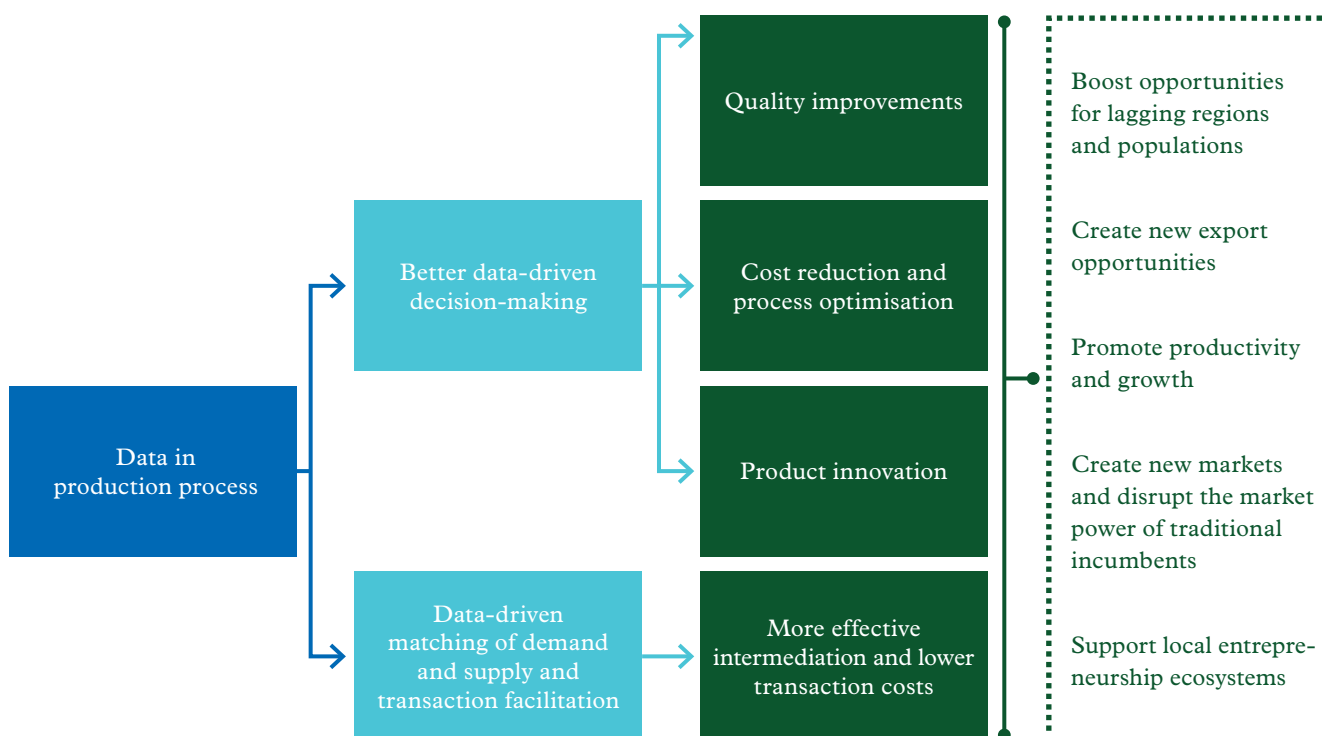 Data in
production process
Better data-driven
decision-making
Data-driven
matching of demand
and supply and
transaction facilitation
Quality improvements
Cost reduction and
process optimisation
Product innovation
More effective
intermediation and lower
transaction costs
Boost opportunities
for lagging regions
and populations
Create new export
opportunities
Promote productivity
and growth
Create new markets
and disrupt the market
power of traditional
incumbents
Support local entrepre-
neurship ecosystems